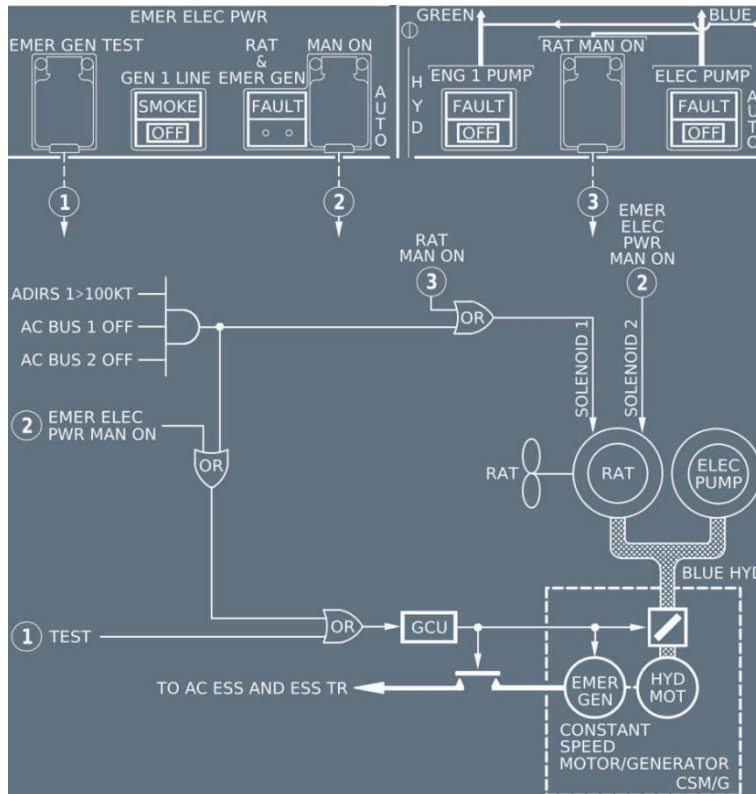 EMER ELEC PWR
EMER GEN TEST
GEN 1 LINE
SMOKE
OFF
RAT
&
EMER GEN
FAULT
MAN ON
AUTO
HYD
GREEN
BLUE
RAT MAN ON
ENG 1 PUMP
FAULT
OFF
ELEC PUMP
FAULT
OFF
AUTO
1
2
3
RAT
MAN ON
3
EMER
ELEC
PWR
MAN ON
2
ADIRS 1>100KT
AC BUS 1 OFF
AC BUS 2 OFF
OR
SOLENOID 1
SOLENOID 2
2 EMER ELEC
PWR MAN ON
OR
RAT
RAT
ELEC
PUMP
BLUE HYD
1 TEST
OR
GCU
TO AC ESS AND ESS TR
EMER
GEN
HYD
MOT
CONSTANT
SPEED
MOTOR/GENERATOR
CSM/G